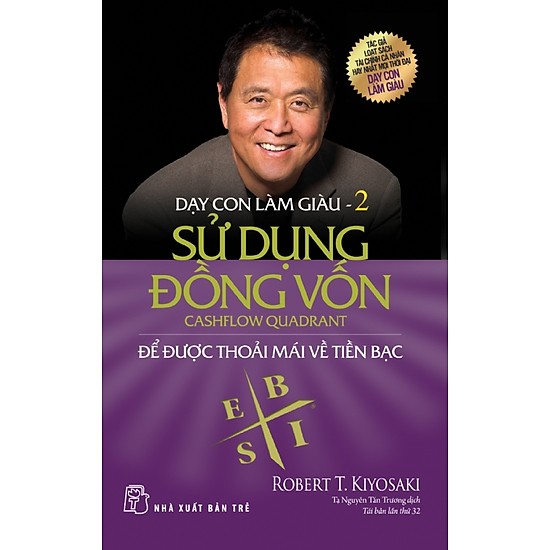 TÁC GIẢ
LOẠT SÁCH
TÀI CHÍNH CÁ NHÂN
HAY NHẤT MỌI THỜI ĐẠI
DẠY CON
LÀM GIÀU
DẠY CON LÀM GIÀU - 2
SỬ DỤNG
ĐỒNG VỐN
CASHFLOW QUADRANT
ĐỂ ĐƯỢC THOẢI MÁI VỀ TIỀN BẠC
E B
S I
ROBERT T. KIYOSAKI
Tạ Nguyên Tấn Trương dịch
Tái bản lần thứ 32
NHÀ XUẤT BẢN TRẺ